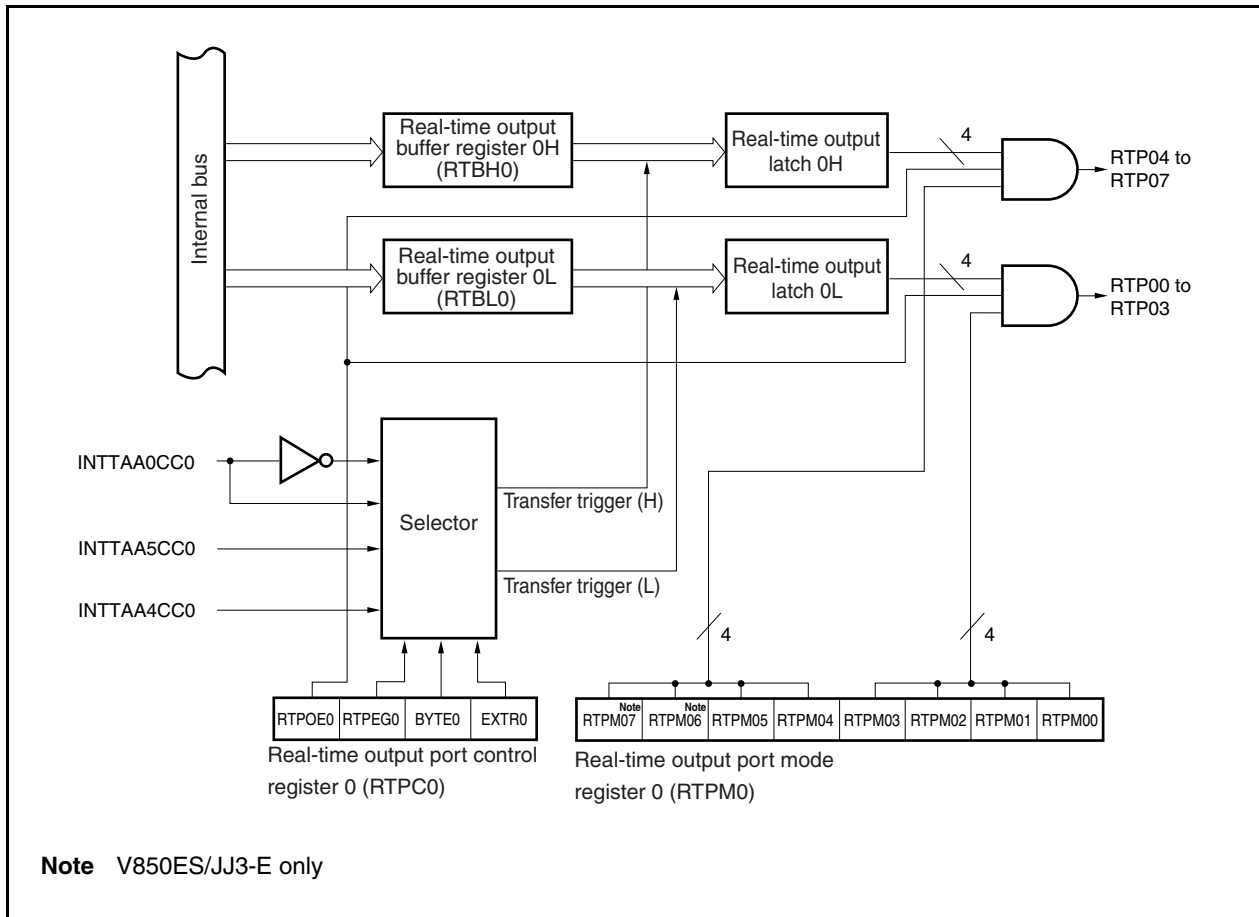 Internal bus
Real-time output
buffer register 0H
(RTBH0)
Real-time output
latch 0H
4
RTP04 to
RTP07
Real-time output
buffer register 0L
(RTBL0)
Real-time output
latch 0L
4
RTP00 to
RTP03
INTTAA0CC0
INTTAA5CC0
INTTAA4CC0
Selector
Transfer trigger (H)
Transfer trigger (L)
4
4
RTPOE0 RTPEG0 BYTE0 EXTR0
Real-time output port control
register 0 (RTPC0)
Note Note
RTPM07 RTPM06 RTPM05 RTPM04 RTPM03 RTPM02 RTPM01 RTPM00
Real-time output port mode
register 0 (RTPM0)
Note V850ES/JJ3-E only